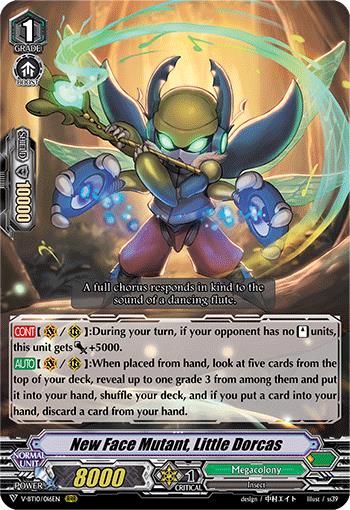 1
GRADE
BOOST
SHIELD
10000
A full chorus responds in kind to the
sound of a dancing flute.
CONT[ / ]:During your turn, if your opponent has no units,
this unit gets +5000.
AUTO[ / ]:When placed from hand, look at five cards from the
top of your deck, reveal up to one grade 3 from among them and put
it into your hand, shuffle your deck, and if you put a card into your
hand, discard a card from your hand.
New Face Mutant, Little Dorcas
NORMAL
UNIT
POWER
8000
1
CRITICAL
Megacolony
Insect
V-BT10/016EN RRR
design / 中村エイト Illust / ss39